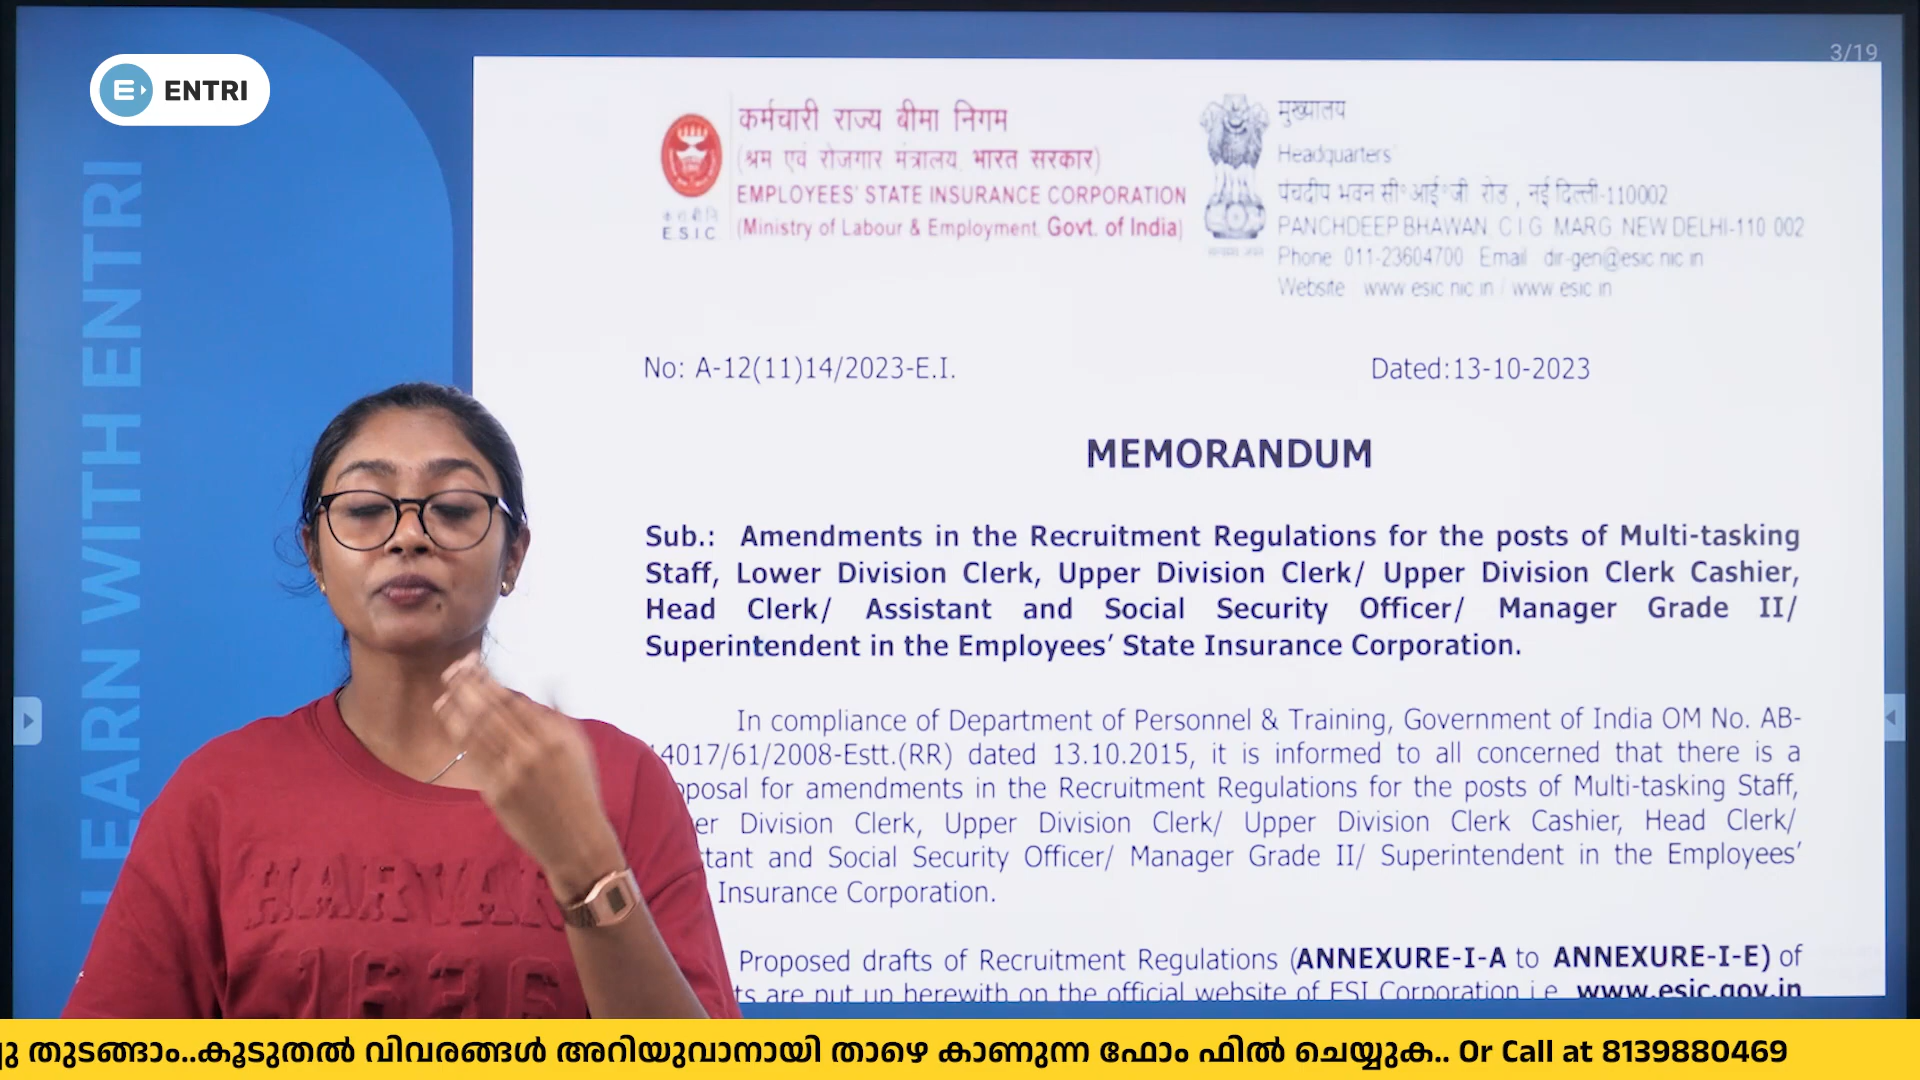 ENTRI
LEARN WITH ENTRI
3/19
कर्मचारी राज्य बीमा निगम
(श्रम एवं रोजगार मंत्रालय, भारत सरकार)
EMPLOYEES' STATE INSURANCE CORPORATION
(Ministry of Labour & Employment, Govt. of India)
क रा बी नि
E.S.I.C.
मुख्यालय
Headquarters
पंचदीप भवन सी॰आई॰जी रोड , नई दिल्ली-110002
PANCHDEEP BHAWAN C.I.G. MARG NEW DELHI-110 002
Phone 011-23604700 Email dir-gen@esic.nic.in
Website www.esic.nic.in / www.esic.in
No: A-12(11)14/2023-E.I.
Dated:13-10-2023
MEMORANDUM
Sub.: Amendments in the Recruitment Regulations for the posts of Multi-tasking
Staff, Lower Division Clerk, Upper Division Clerk/ Upper Division Clerk Cashier,
Head Clerk/ Assistant and Social Security Officer/ Manager Grade II/
Superintendent in the Employees' State Insurance Corporation.
In compliance of Department of Personnel & Training, Government of India OM No. AB-
4017/61/2008-Estt.(RR) dated 13.10.2015, it is informed to all concerned that there is a
posal for amendments in the Recruitment Regulations for the posts of Multi-tasking Staff,
er Division Clerk, Upper Division Clerk/ Upper Division Clerk Cashier, Head Clerk/
tant and Social Security Officer/ Manager Grade II/ Superintendent in the Employees'
Insurance Corporation.
Proposed drafts of Recruitment Regulations (ANNEXURE-I-A to ANNEXURE-I-E) of
ts are put up herewith on the official website of ESI Corporation i.e. www.esic.gov.in
HARVAR
1636
തുടങ്ങാം..കൂടുതൽ വിവരങ്ങൾ അറിയുവാനായി താഴെ കാണുന്ന ഫോം ഫിൽ ചെയ്യുക.. Or Call at 8139880469